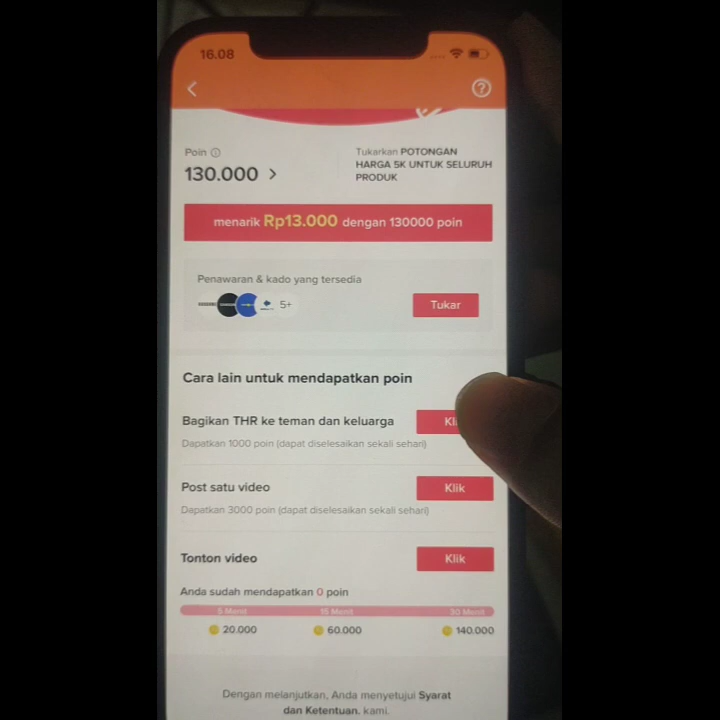 16.08
Poin
130.000
Tukarkan POTONGAN
HARGA 5K UNTUK SELURUH
PRODUK
menarik Rp13.000 dengan 130000 poin
Penawaran & kado yang tersedia
5+
Tukar
Cara lain untuk mendapatkan poin
Bagikan THR ke teman dan keluarga
Dapatkan 1000 poin (dapat diselesaikan sekali sehari)
Post satu video
Klik
Dapatkan 3000 poin (dapat diselesaikan sekali sehari)
Tonton video
Klik
Anda sudah mendapatkan 0 poin
5 Menit 15 Menit 30 Menit
20.000 60.000 140.000
Dengan melanjutkan, Anda menyetujui Syarat
dan Ketentuan. kami.